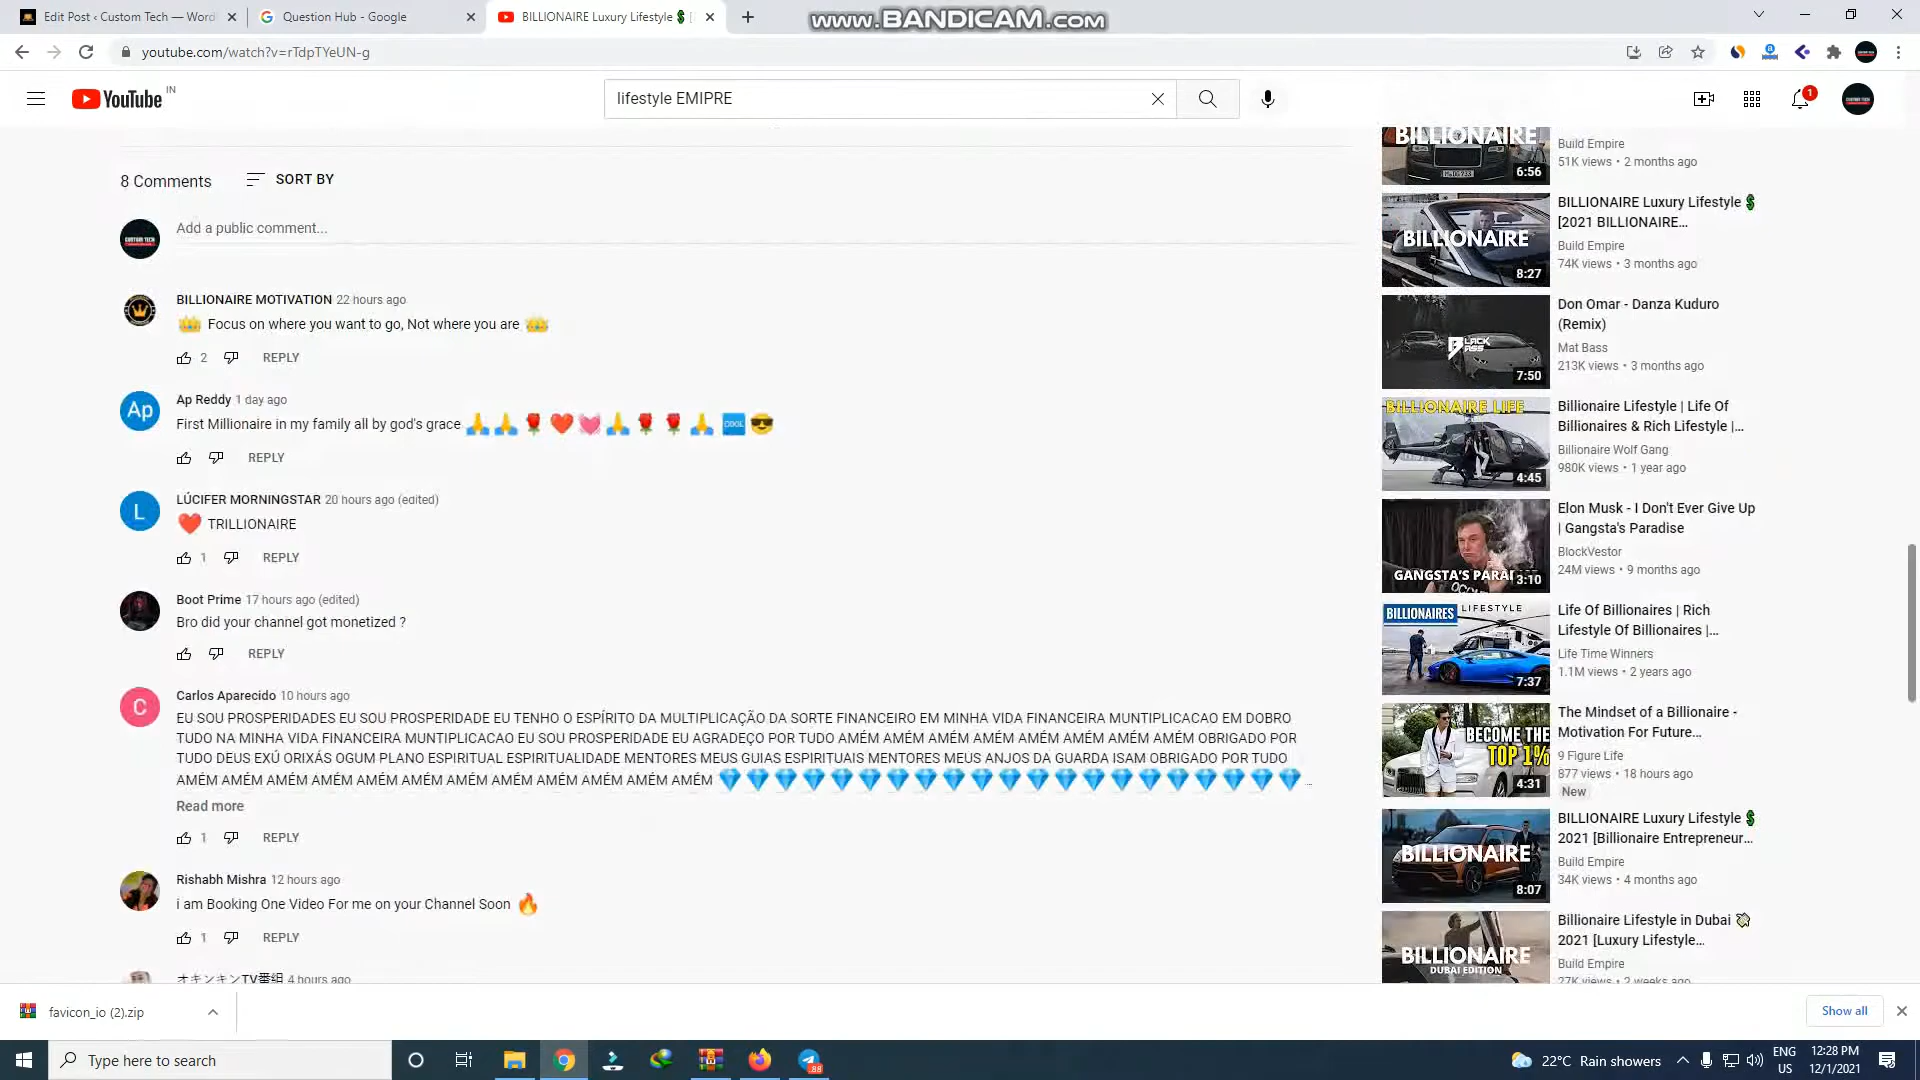 Edit Post ‹ Custom Tech — Word
Question Hub - Google
BILLIONAIRE Luxury Lifestyle💲[
www.BANDICAM.com
youtube.com/watch?v=rTdpTYeUN-g
YouTube IN
lifestyle EMIPRE
1
8 Comments
SORT BY
Add a public comment...
BILLIONAIRE MOTIVATION 22 hours ago
👑 Focus on where you want to go, Not where you are 👑
2 REPLY
Ap Reddy 1 day ago
First Millionaire in my family all by god's grace 🙏🙏🌹❤️💓🙏🌹🌹🙏🆒😎
REPLY
LÚCIFER MORNINGSTAR 20 hours ago (edited)
❤️ TRILLIONAIRE
1 REPLY
Boot Prime 17 hours ago (edited)
Bro did your channel got monetized ?
REPLY
Carlos Aparecido 10 hours ago
EU SOU PROSPERIDADES EU SOU PROSPERIDADE EU TENHO O ESPÍRITO DA MULTIPLICAÇÃO DA SORTE FINANCEIRO EM MINHA VIDA FINANCEIRA MUNTIPLICACAO EM DOBRO
TUDO NA MINHA VIDA FINANCEIRA MUNTIPLICACAO EU SOU PROSPERIDADE EU AGRADEÇO POR TUDO AMÉM AMÉM AMÉM AMÉM AMÉM AMÉM AMÉM AMÉM OBRIGADO POR
TUDO DEUS EXÚ ORIXÁS OGUM PLANO ESPIRITUAL ESPIRITUALIDADE MENTORES MEUS GUIAS ESPIRITUAIS MENTORES MEUS ANJOS DA GUARDA ISAM OBRIGADO POR TUDO
AMÉM AMÉM AMÉM AMÉM AMÉM AMÉM AMÉM AMÉM AMÉM AMÉM AMÉM AMÉM 💎💎💎💎💎💎💎💎💎💎💎💎💎💎💎💎💎💎💎💎💎 ...
Read more
1 REPLY
Rishabh Mishra 12 hours ago
i am Booking One Video For me on your Channel Soon 🔥
1 REPLY
オキンキンTV番組 4 hours ago
BILLIONAIRE
6:56
Build Empire
51K views • 2 months ago
BILLIONAIRE
8:27
BILLIONAIRE Luxury Lifestyle💲
[2021 BILLIONAIRE...
Build Empire
74K views • 3 months ago
BLACK
BASS
7:50
Don Omar - Danza Kuduro
(Remix)
Mat Bass
213K views • 3 months ago
BILLIONAIRE LIFE
4:45
Billionaire Lifestyle | Life Of
Billionaires & Rich Lifestyle |...
Billionaire Wolf Gang
980K views • 1 year ago
3:10
Elon Musk - I Don't Ever Give Up
| Gangsta's Paradise
BlockVestor
24M views • 9 months ago
BILLIONAIRES LIFESTYLE
7:37
Life Of Billionaires | Rich
Lifestyle Of Billionaires |...
Life Time Winners
1.1M views • 2 years ago
BECOME THE
TOP 1%
4:31
The Mindset of a Billionaire -
Motivation For Future...
9 Figure Life
877 views • 18 hours ago
New
BILLIONAIRE
8:07
BILLIONAIRE Luxury Lifestyle💲
2021 [Billionaire Entrepreneur...
Build Empire
34K views • 4 months ago
BILLIONAIRE
DUBAI EDITION
Billionaire Lifestyle in Dubai
2021 [Luxury Lifestyle...
Build Empire
27K views • 2 weeks ago
favicon_io (2).zip
Show all
Type here to search
22°C Rain showers
ENG
US
12:28 PM
12/1/2021